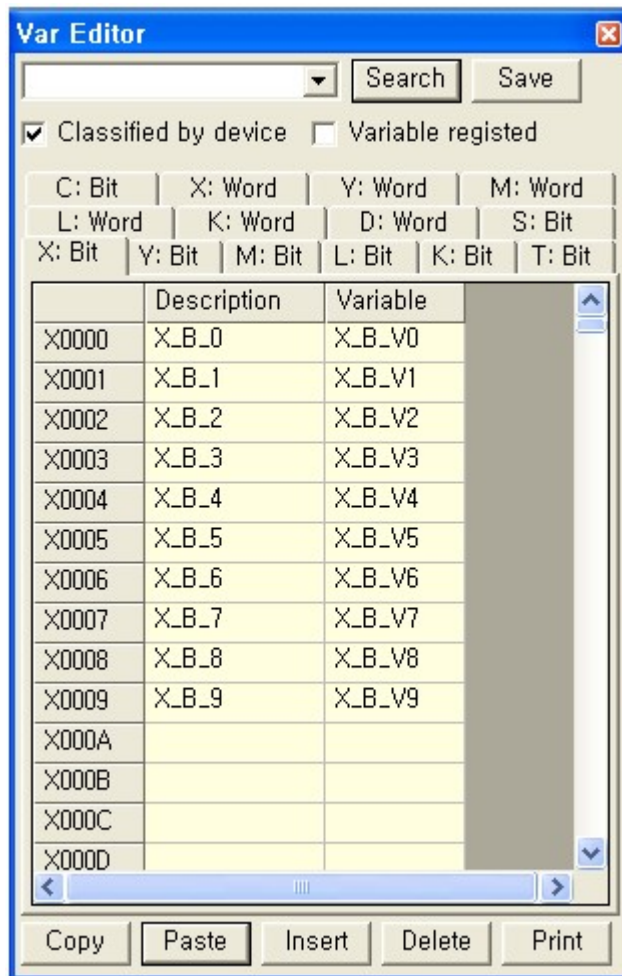 Var Editor
Search Save
Classified by device Variable registed
C: Bit X: Word Y: Word M: Word
L: Word K: Word D: Word S: Bit
X: Bit Y: Bit M: Bit L: Bit K: Bit T: Bit
Description Variable
X0000 X_B_0 X_B_V0
X0001 X_B_1 X_B_V1
X0002 X_B_2 X_B_V2
X0003 X_B_3 X_B_V3
X0004 X_B_4 X_B_V4
X0005 X_B_5 X_B_V5
X0006 X_B_6 X_B_V6
X0007 X_B_7 X_B_V7
X0008 X_B_8 X_B_V8
X0009 X_B_9 X_B_V9
X000A
X000B
X000C
X000D
Copy Paste Insert Delete Print